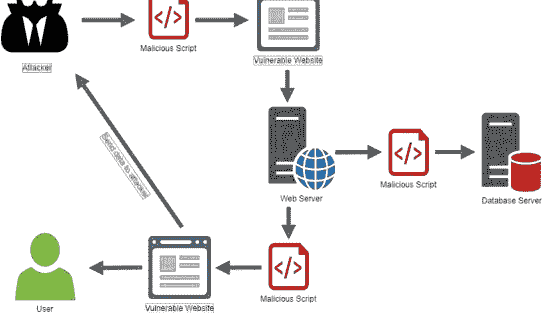 Malicious Script
Vulnerable Website
Attacker
Send data to attacker
Web Server
Malicious Script
Database Server
User
Vulnerable Website
Malicious Script